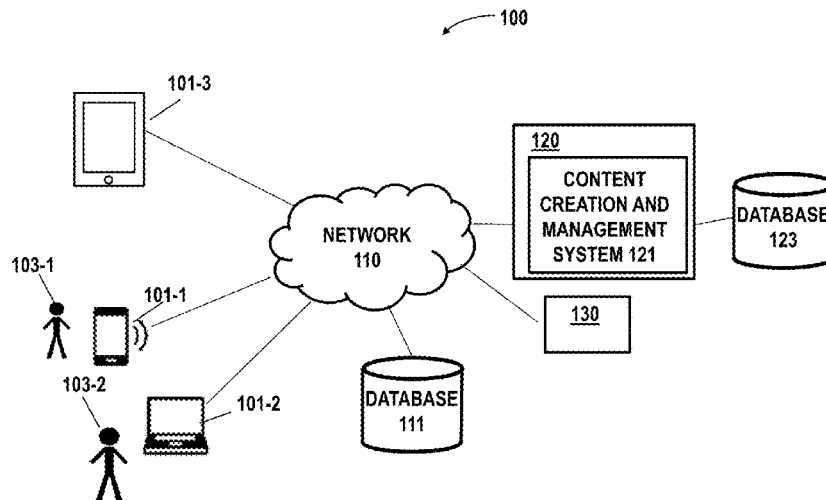 100
101-3
120
CONTENT
CREATION AND
MANAGEMENT
SYSTEM 121
DATABASE
123
NETWORK
110
103-1
101-1
130
103-2
101-2
DATABASE
111